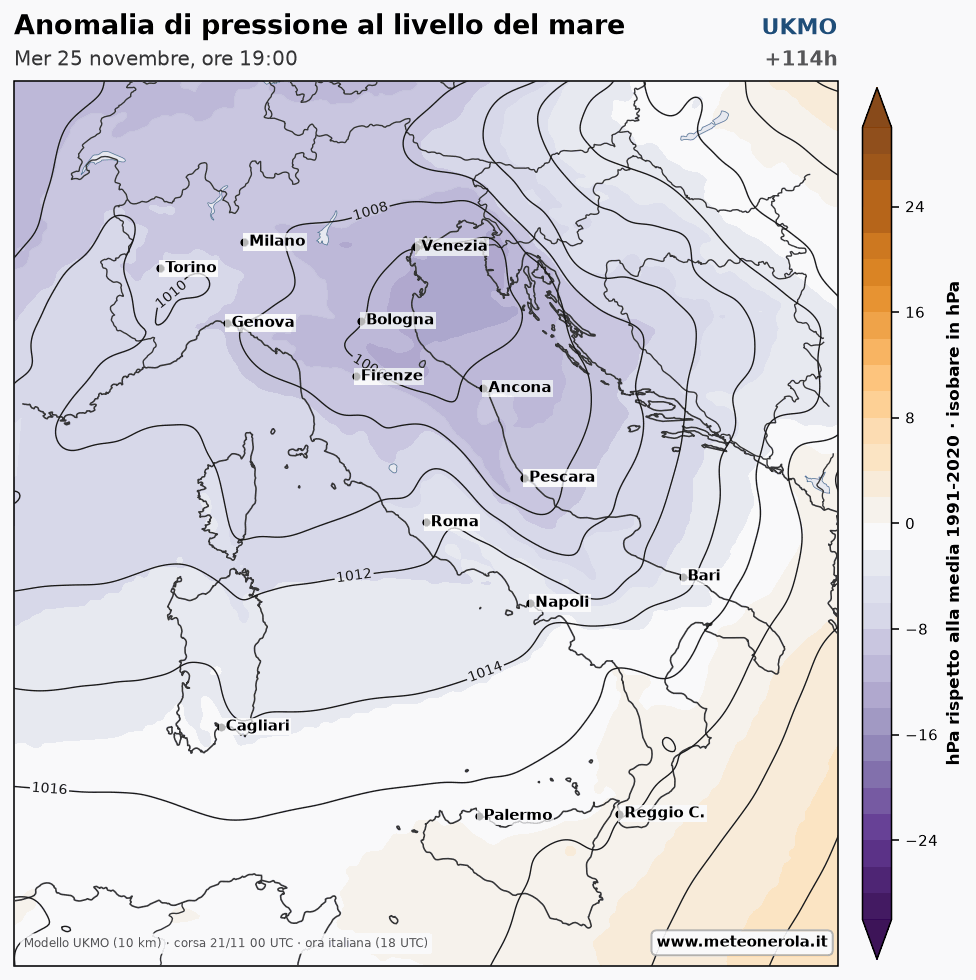 Anomalia di pressione al livello del mare
UKMO
Mer 25 novembre, ore 19:00
+114h
1008
Milano
Venezia
Torino
1010
Genova
Bologna
Firenze
Ancona
Pescara
Roma
1012
Bari
Napoli
1014
Cagliari
1016
Palermo
Reggio C.
Modello UKMO (10 km) · corsa 21/11 00 UTC · ora italiana (18 UTC)
www.meteonerola.it
24
16
8
0
−8
−16
−24
hPa rispetto alla media 1991-2020 · isobare in hPa